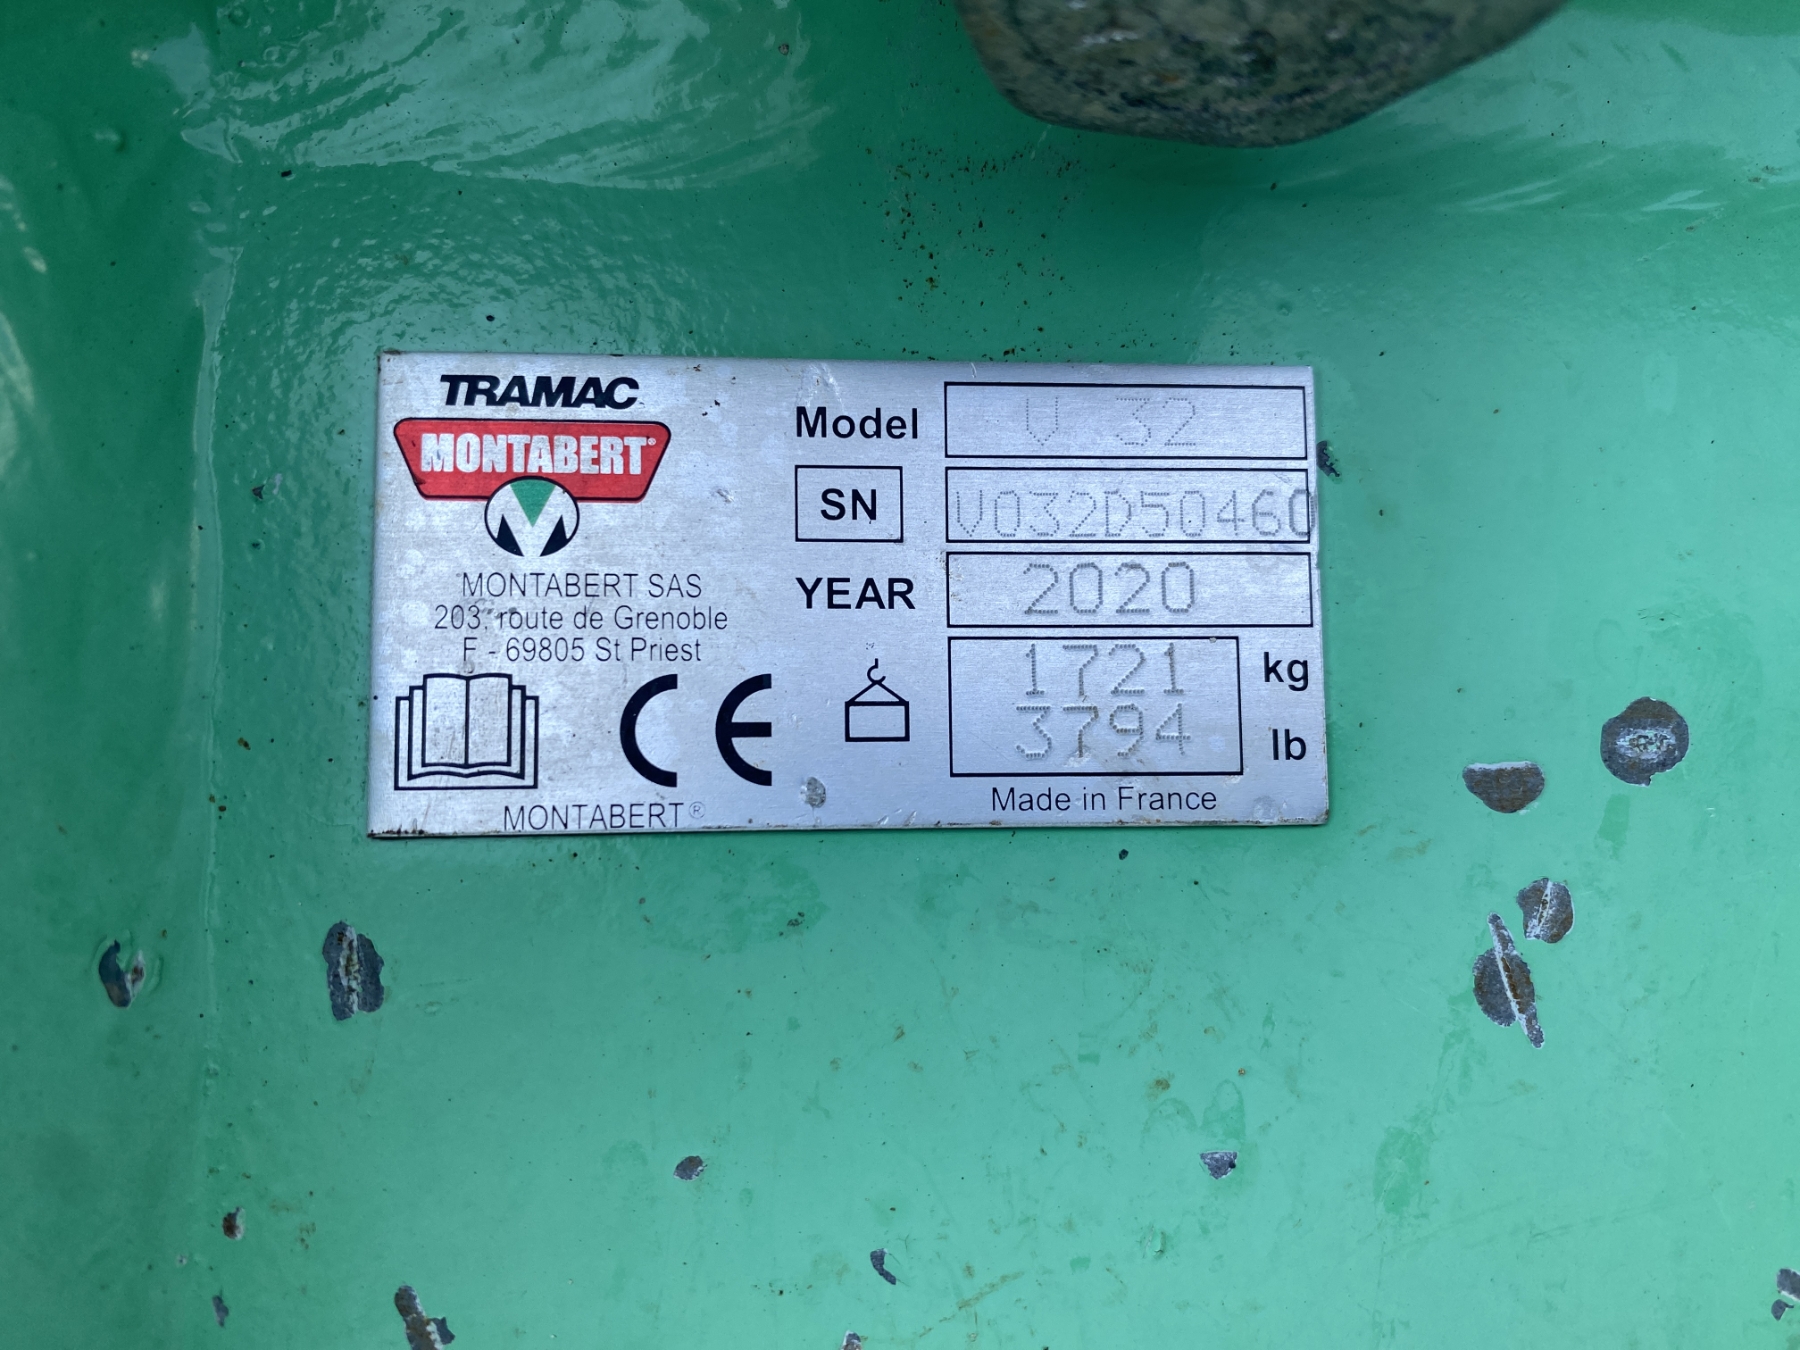 TRAMAC
MONTABERT®
MONTABERT SAS
203, route de Grenoble
F - 69805 St Priest
CE
MONTABERT®
Model V 32
SN V032D50460
YEAR 2020
1721 kg
3794 lb
Made in France